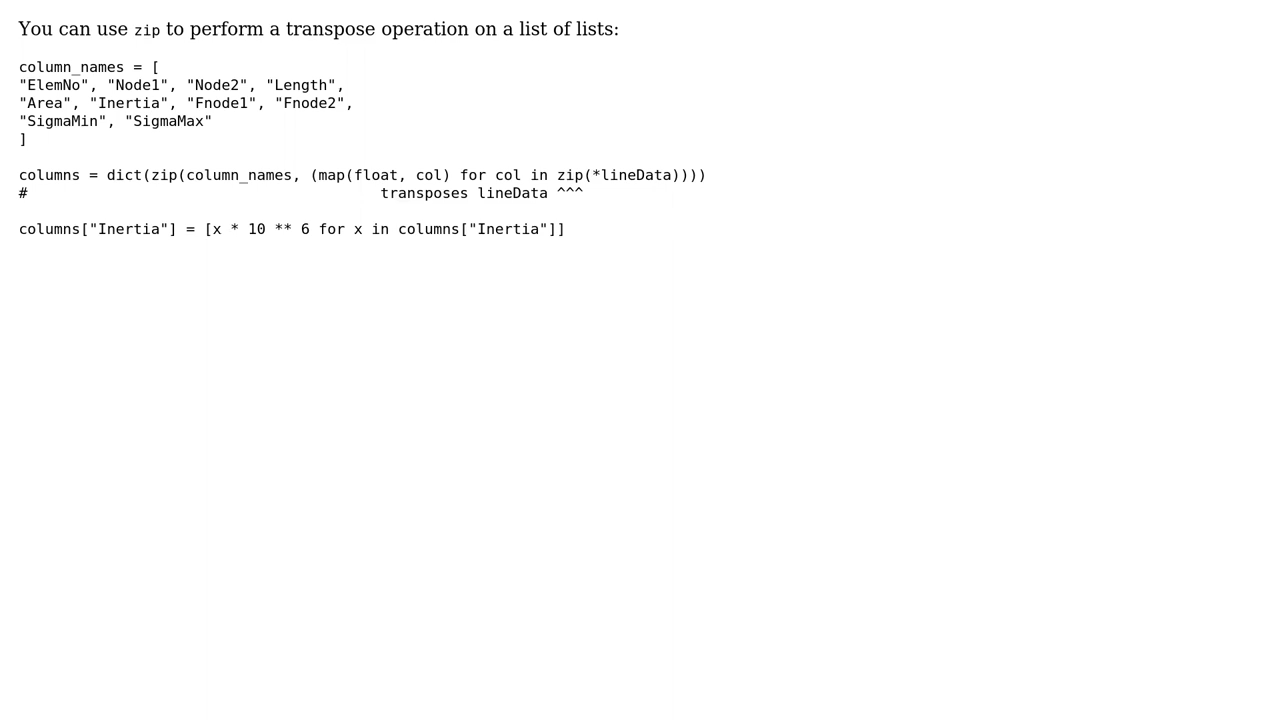 You can use zip to perform a transpose operation on a list of lists:
column_names = [
"ElemNo", "Node1", "Node2", "Length",
"Area", "Inertia", "Fnode1", "Fnode2",
"SigmaMin", "SigmaMax"
]
columns = dict(zip(column_names, (map(float, col) for col in zip(*lineData))))
#                                        transposes lineData ^^^
columns["Inertia"] = [x * 10 ** 6 for x in columns["Inertia"]]